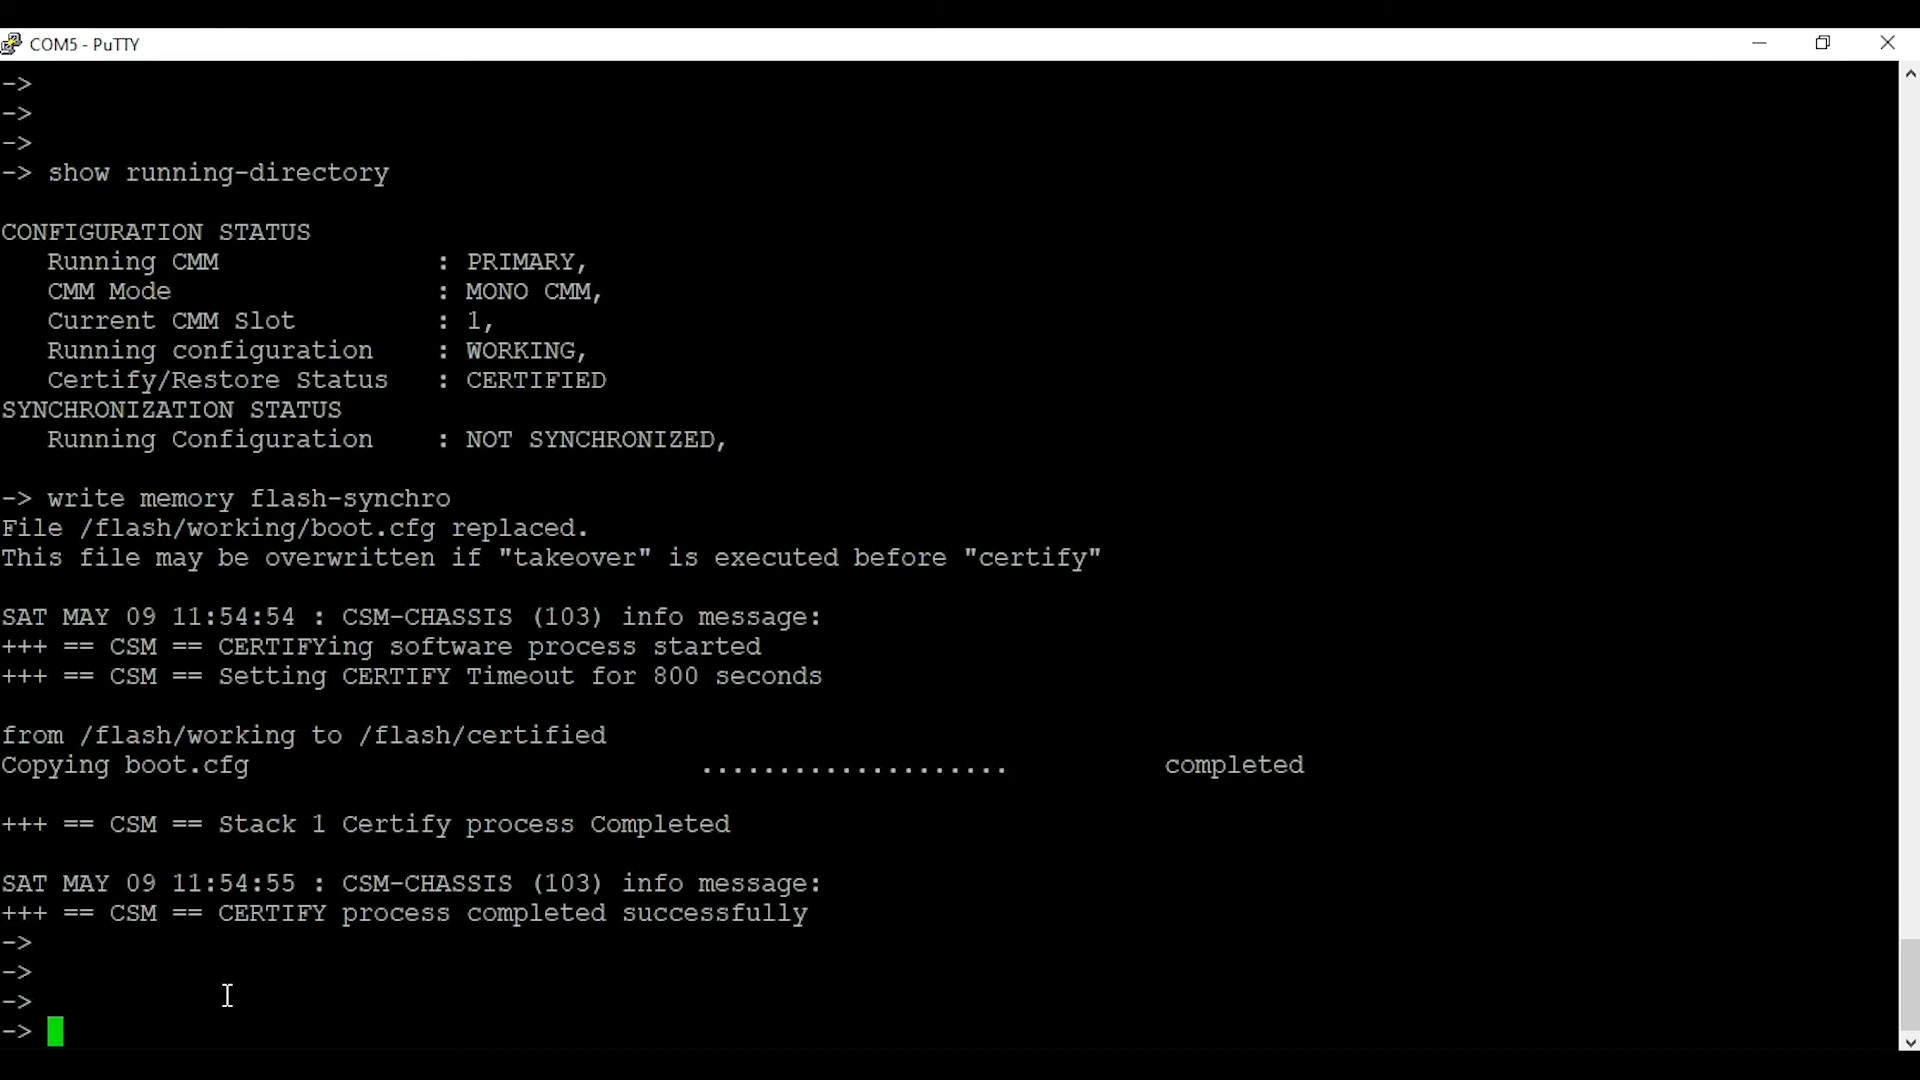 COM5 - PuTTY
->
->
->
-> show running-directory
CONFIGURATION STATUS
Running CMM : PRIMARY,
CMM Mode : MONO CMM,
Current CMM Slot : 1,
Running configuration : WORKING,
Certify/Restore Status : CERTIFIED
SYNCHRONIZATION STATUS
Running Configuration : NOT SYNCHRONIZED,
-> write memory flash-synchro
File /flash/working/boot.cfg replaced.
This file may be overwritten if "takeover" is executed before "certify"
SAT MAY 09 11:54:54 : CSM-CHASSIS (103) info message:
+++ == CSM == CERTIFYing software process started
+++ == CSM == Setting CERTIFY Timeout for 800 seconds
from /flash/working to /flash/certified
Copying boot.cfg .................... completed
+++ == CSM == Stack 1 Certify process Completed
SAT MAY 09 11:54:55 : CSM-CHASSIS (103) info message:
+++ == CSM == CERTIFY process completed successfully
->
->
->
->